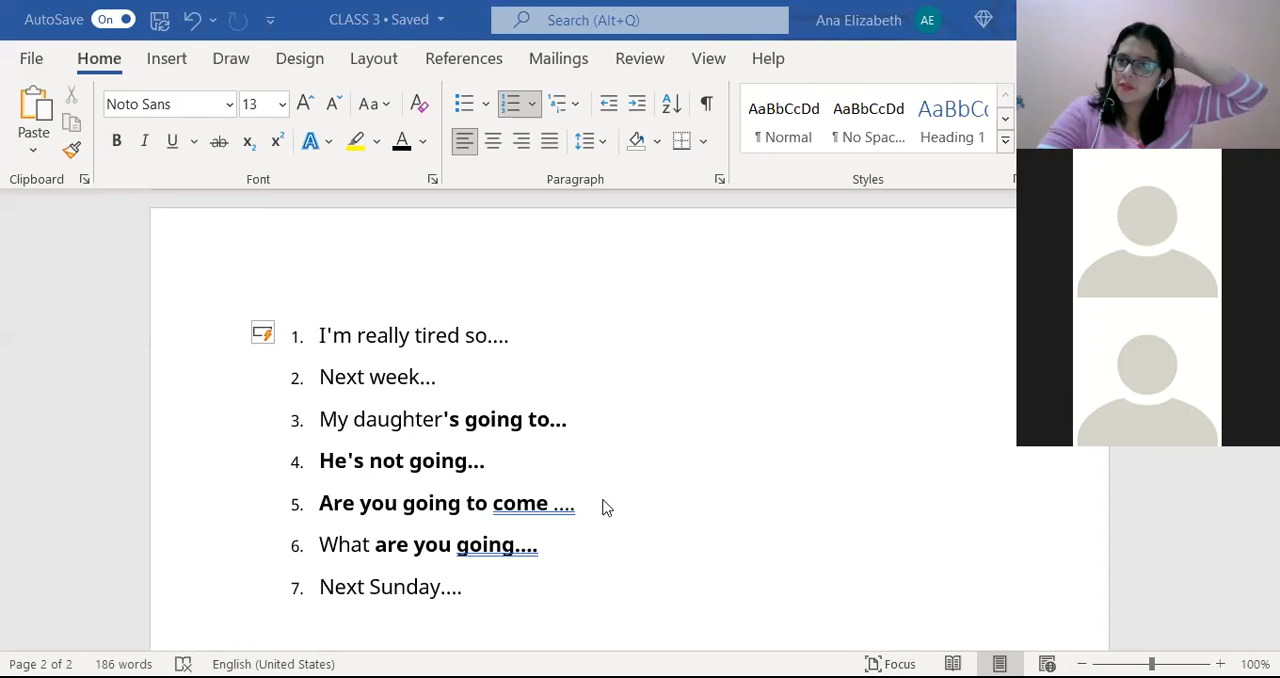 AutoSave On CLASS 3 • Saved Search (Alt+Q) Ana Elizabeth AE
File Home Insert Draw Design Layout References Mailings Review View Help
Noto Sans 13 Aa
AaBbCcDd AaBbCcDd AaBbCc
Paste B I U ab x2 x2 A A
¶ Normal ¶ No Spac... Heading 1
Clipboard Font Paragraph Styles
1. I'm really tired so....
2. Next week...
3. My daughter's going to...
4. He's not going...
5. Are you going to come ....
6. What are you going....
7. Next Sunday....
Page 2 of 2 186 words English (United States) Focus 100%